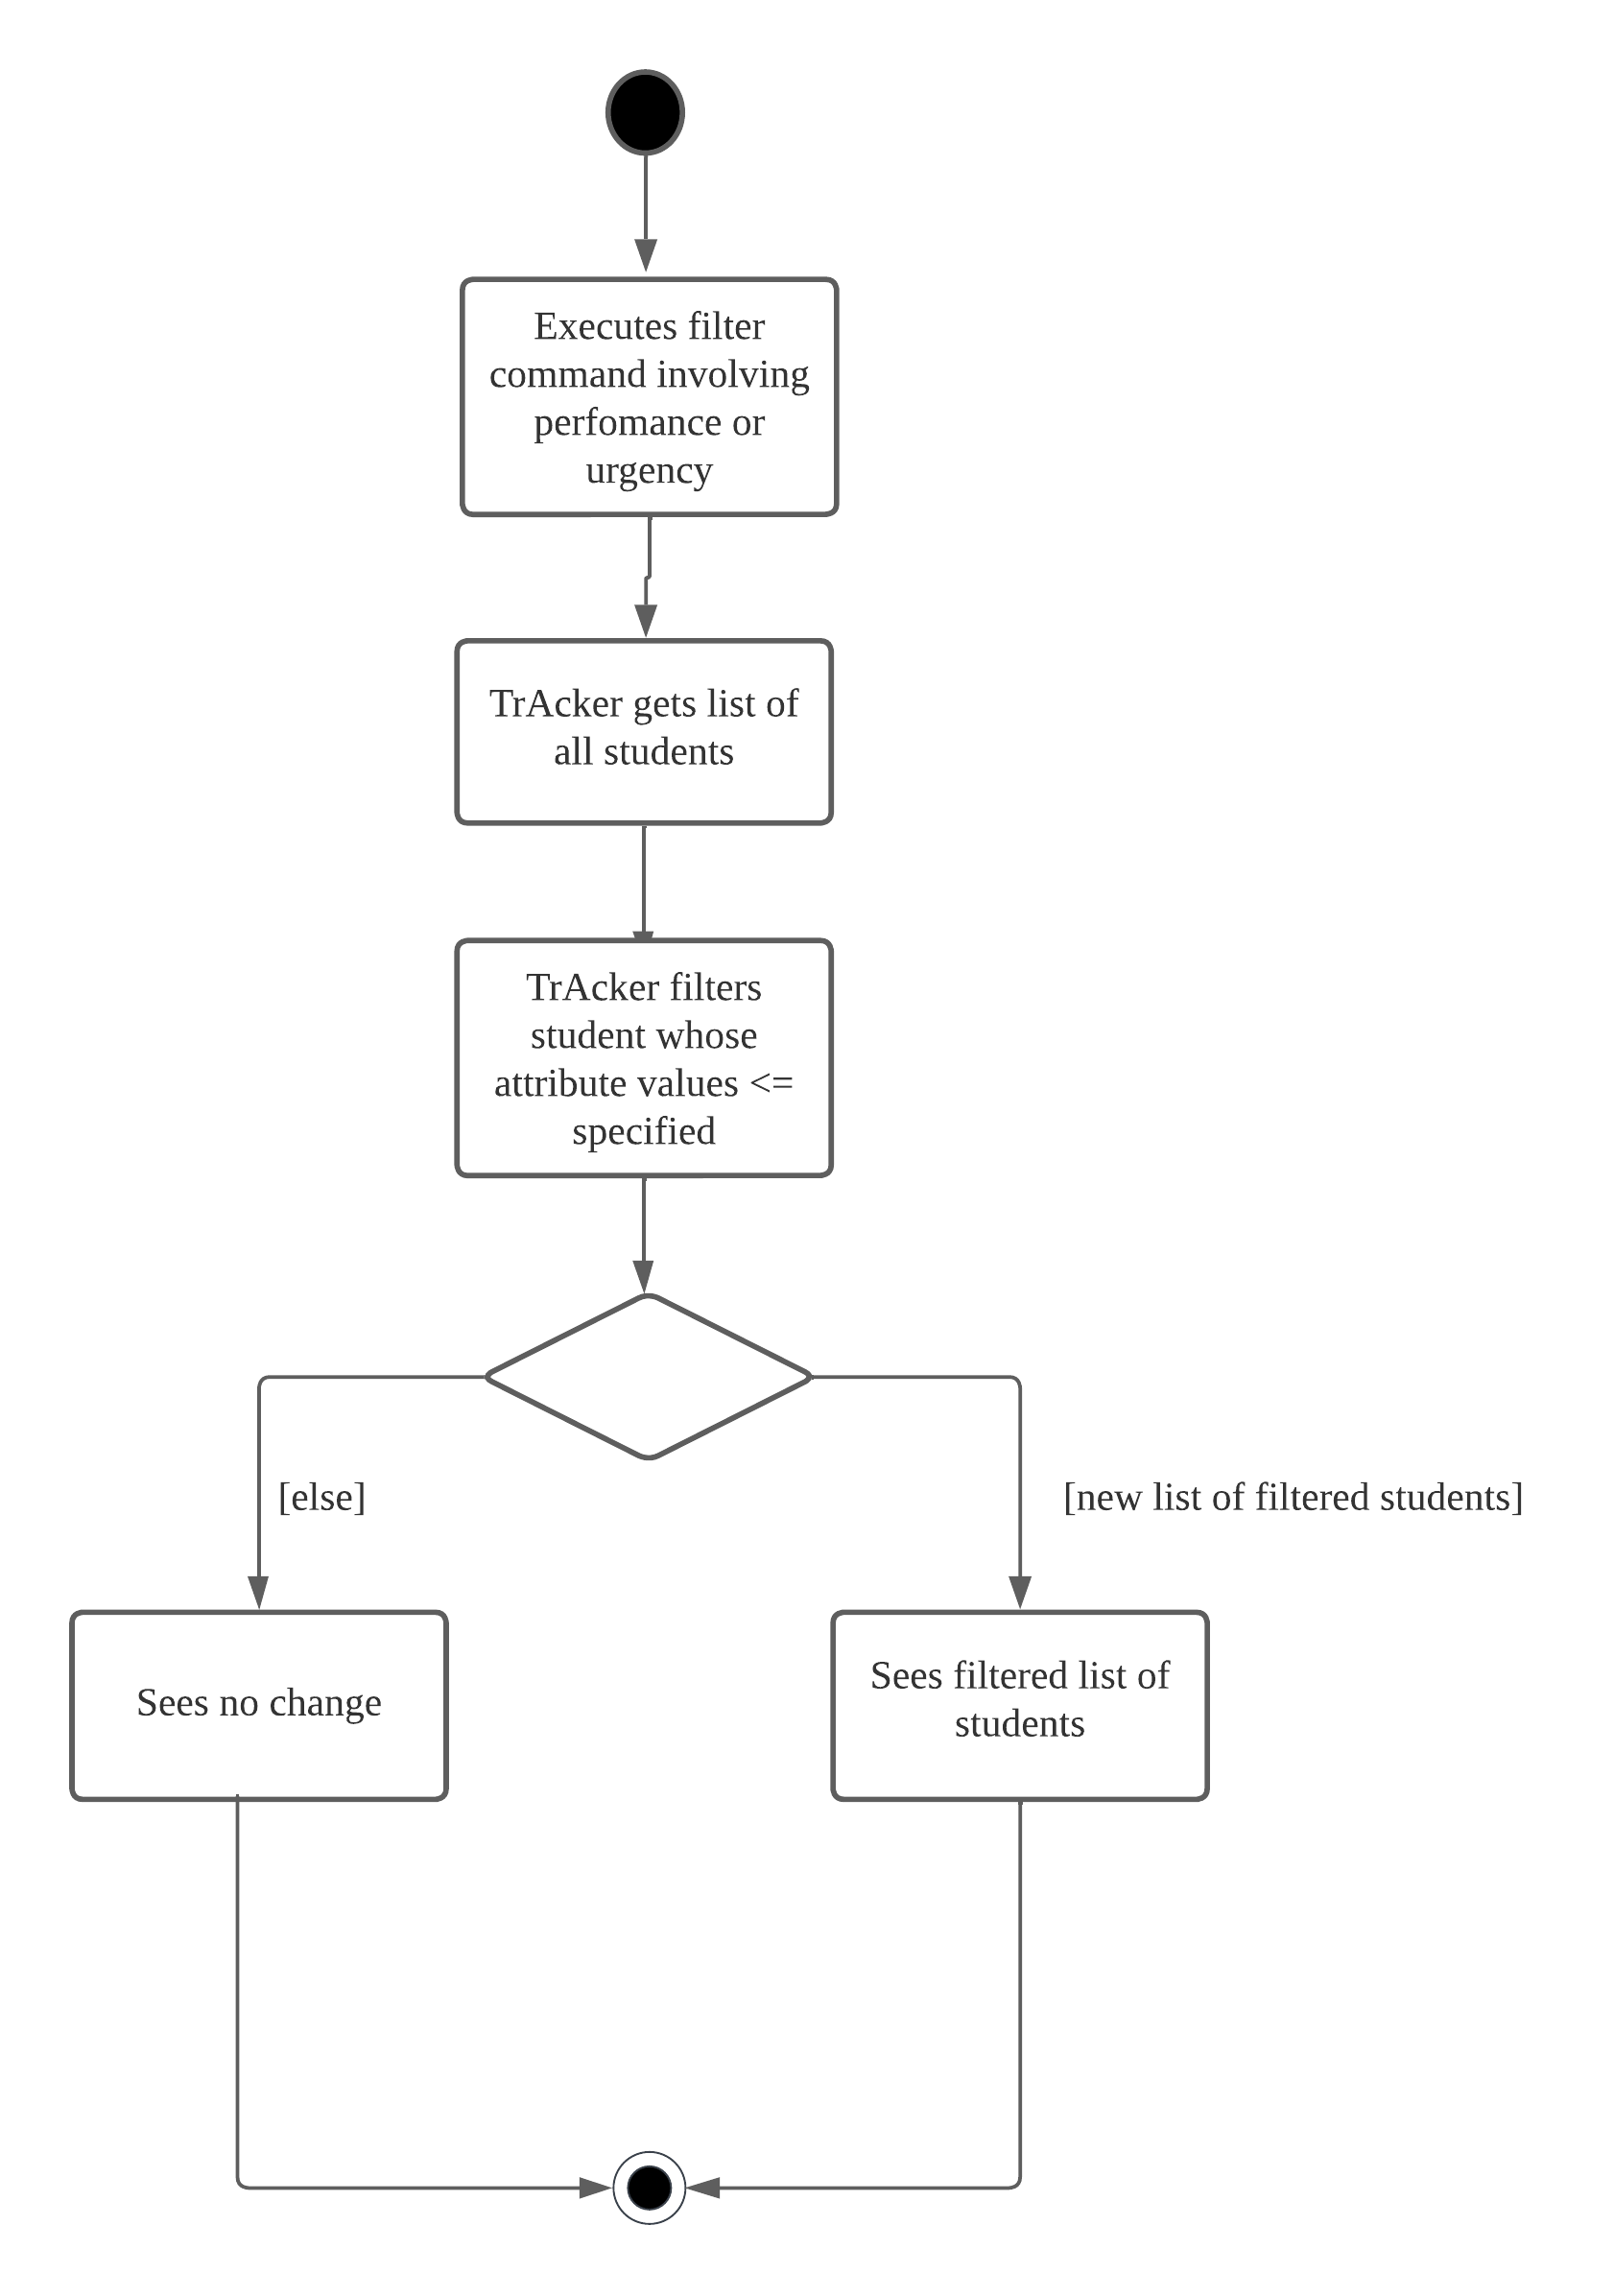 Executes filter
command involving
perfomance or
urgency
TrAcker gets list of
all students
TrAcker filters
student whose
attribute values <=
specified
[else]
[new list of filtered students]
Sees no change
Sees filtered list of
students